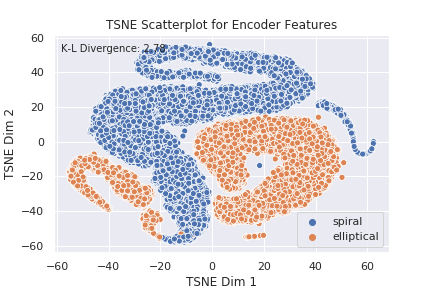 TSNE Scatterplot for Encoder Features
K-L Divergence: 2.78
TSNE Dim 2
60
40
20
0
−20
−40
−60
−60
−40
−20
0
20
40
60
TSNE Dim 1
spiral
elliptical